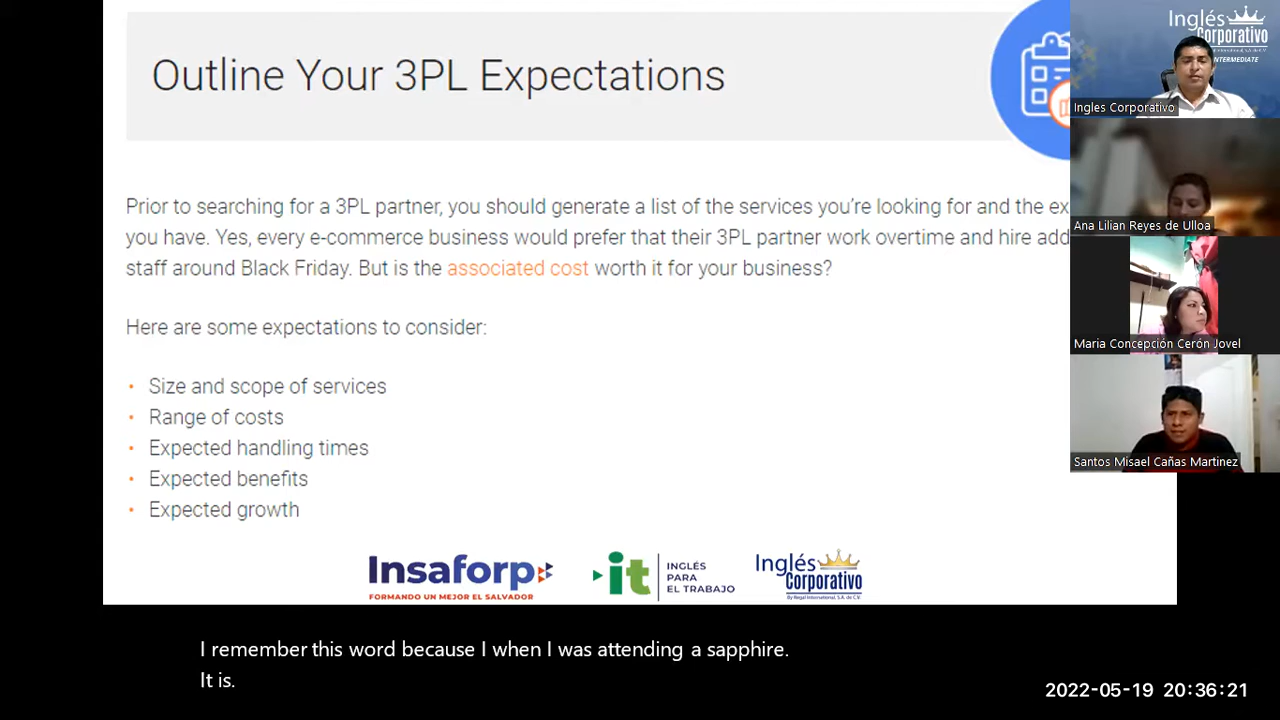 Outline Your 3PL Expectations
Prior to searching for a 3PL partner, you should generate a list of the services you're looking for and the ex
you have. Yes, every e-commerce business would prefer that their 3PL partner work overtime and hire add
staff around Black Friday. But is the associated cost worth it for your business?
Here are some expectations to consider:
• Size and scope of services
• Range of costs
• Expected handling times
• Expected benefits
• Expected growth
Insaforp
FORMANDO UN MEJOR EL SALVADOR
it
INGLÉS
PARA
EL TRABAJO
Inglés
Corporativo
By Regal International, S.A. de C.V.
Inglés
Corporativo
NTERMEDIATE
Ingles Corporativo
Ana Lilian Reyes de Ulloa
Maria Concepción Cerón Jovel
Santos Misael Cañas Martinez
I remember this word because I when I was attending a sapphire.
It is.
2022-05-19 20:36:21